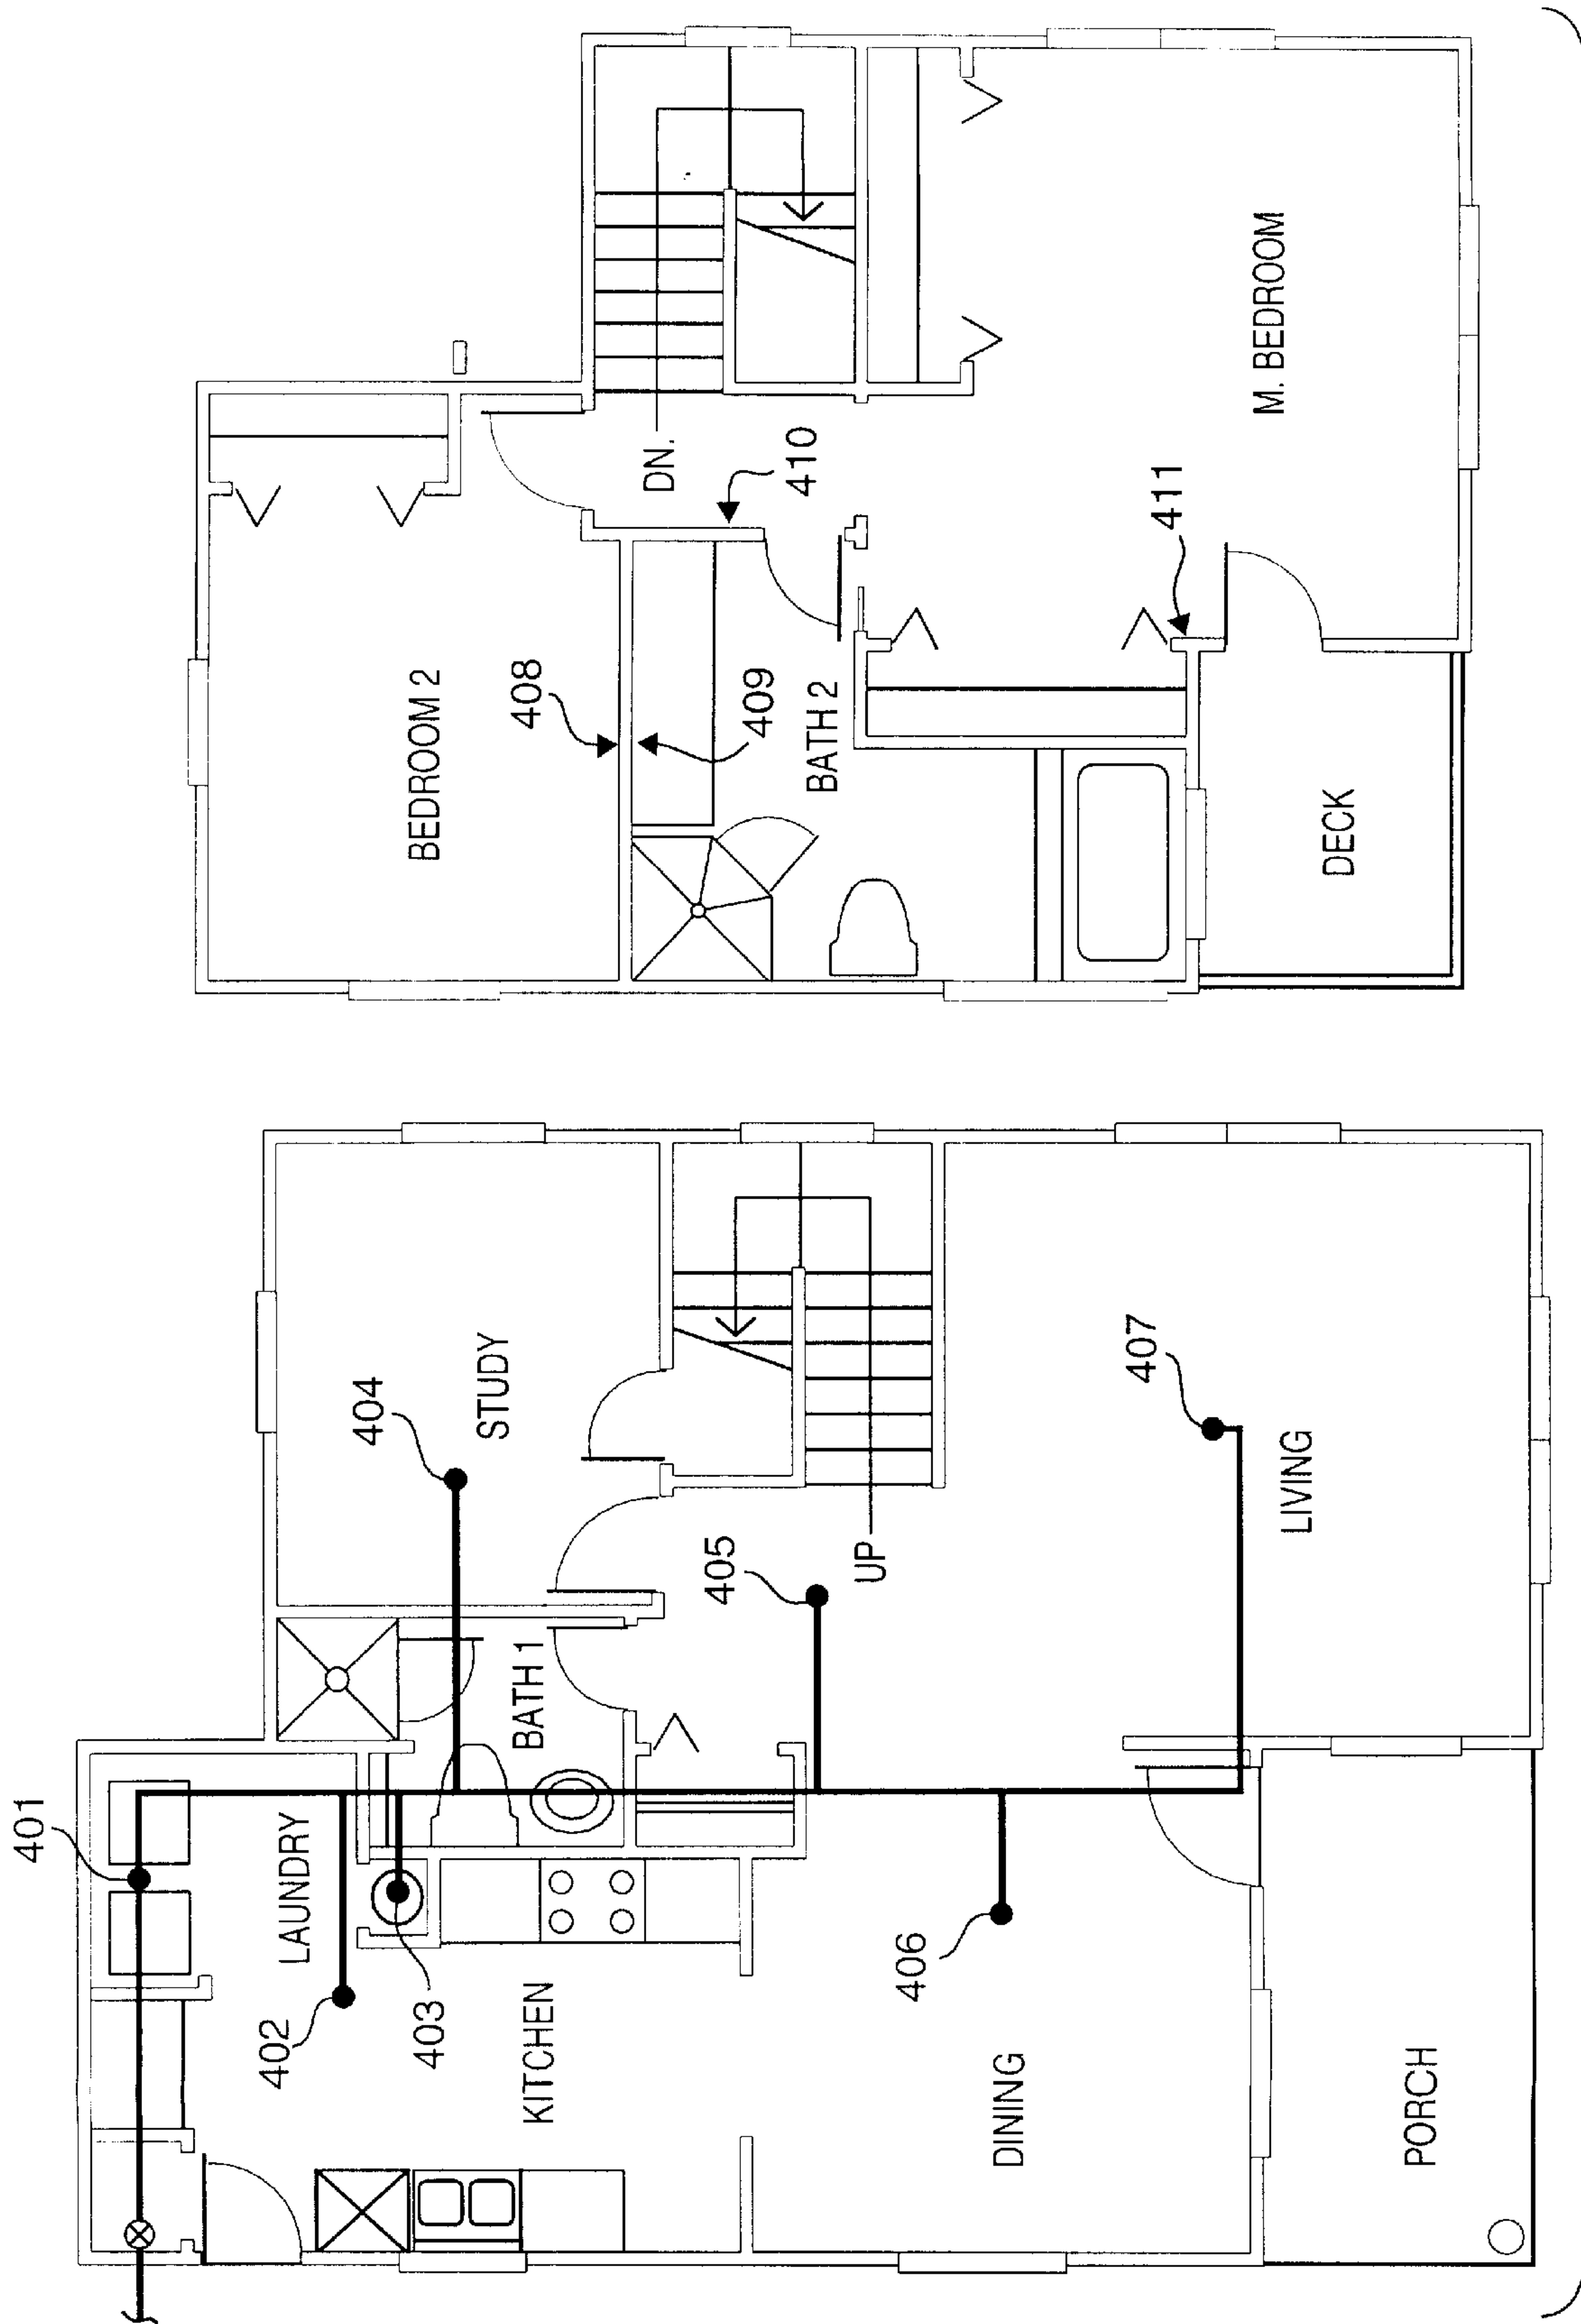 401
LAUNDRY
402
403
KITCHEN
BATH 1
404
STUDY
405
UP
406
DINING
407
LIVING
PORCH
BEDROOM 2
408
409
BATH 2
DN.
410
411
M. BEDROOM
DECK